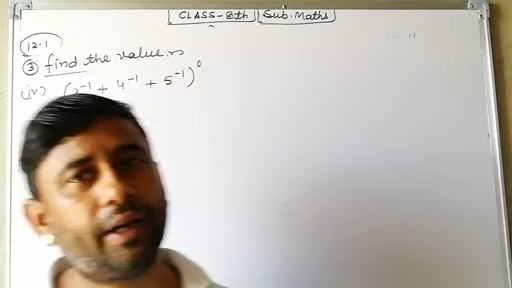 CLASS-8th Sub. Maths
12.1
③ find the value :
(iv) (3⁻¹ + 4⁻¹ + 5⁻¹)⁰